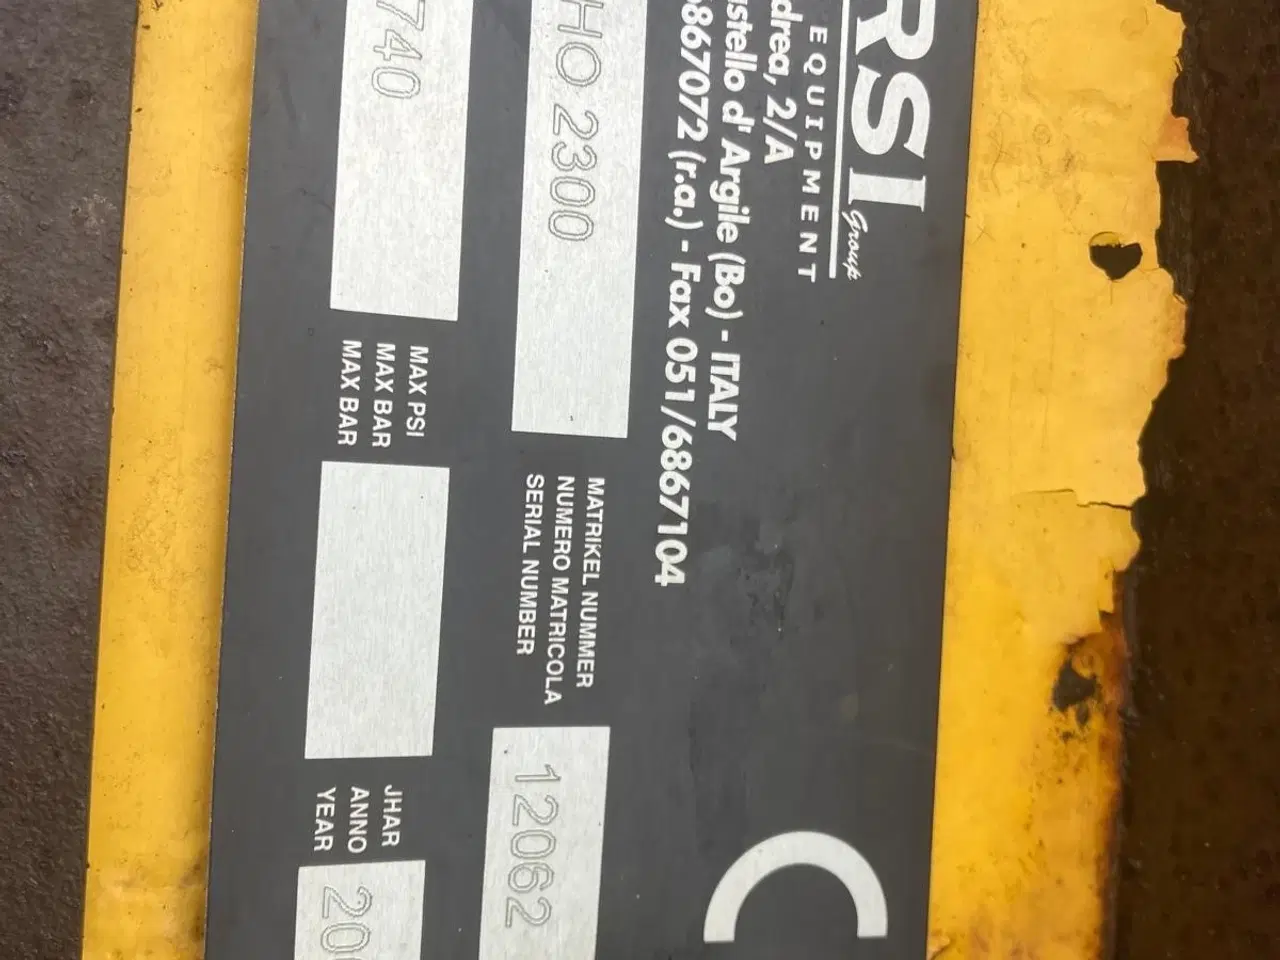 RSI Group
EQUIPMENT
drea, 2/A
stello d' Argile (Bo) - ITALY
6867072 (r.a.) - Fax 051/6867104
HO 2300
MATRIKEL NUMMER
NUMERO MATRICOLA
SERIAL NUMBER
12062
740
MAX PSI
MAX BAR
MAX BAR
JHAR
ANNO
YEAR
20
C